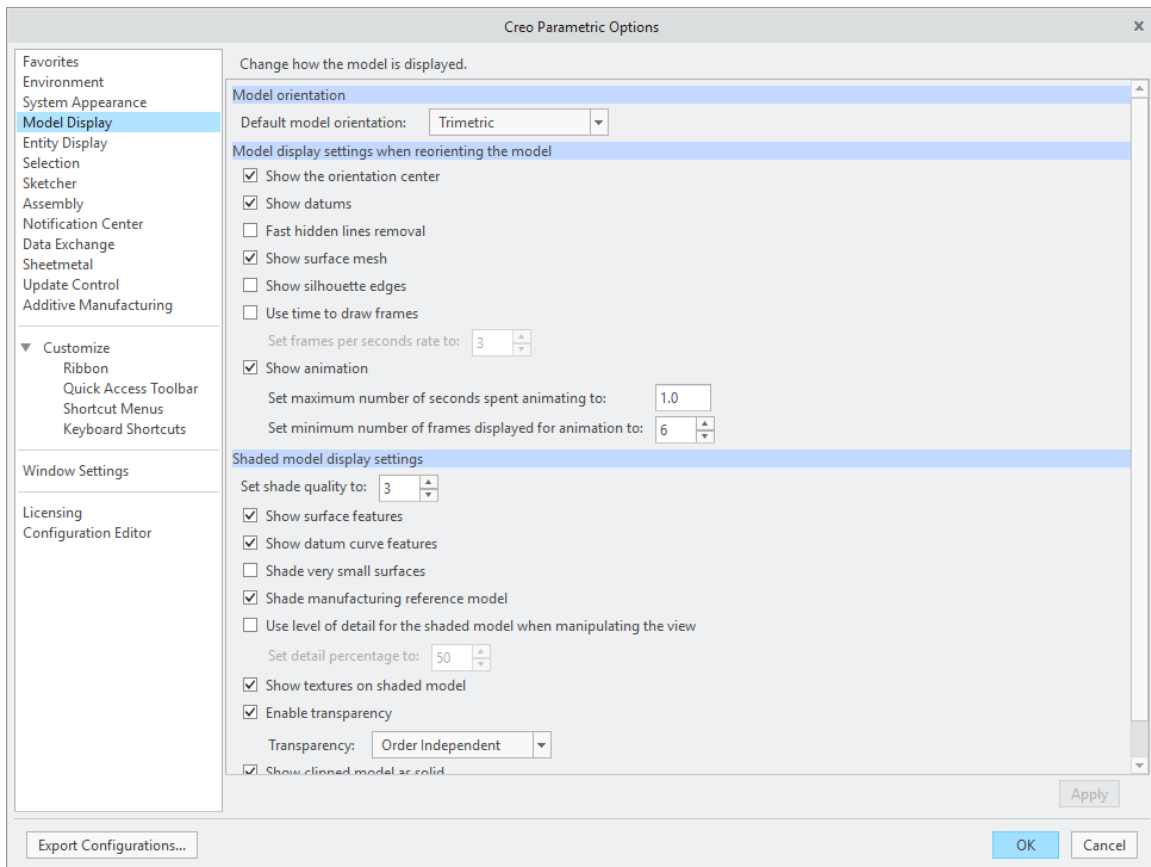 Creo Parametric Options
Favorites
Environment
System Appearance
Model Display
Entity Display
Selection
Sketcher
Assembly
Notification Center
Data Exchange
Sheetmetal
Update Control
Additive Manufacturing
Customize
Ribbon
Quick Access Toolbar
Shortcut Menus
Keyboard Shortcuts
Window Settings
Licensing
Configuration Editor
Change how the model is displayed.
Model orientation
Default model orientation: Trimetric
Model display settings when reorienting the model
Show the orientation center
Show datums
Fast hidden lines removal
Show surface mesh
Show silhouette edges
Use time to draw frames
Set frames per seconds rate to: 3
Show animation
Set maximum number of seconds spent animating to: 1.0
Set minimum number of frames displayed for animation to: 6
Shaded model display settings
Set shade quality to: 3
Show surface features
Show datum curve features
Shade very small surfaces
Shade manufacturing reference model
Use level of detail for the shaded model when manipulating the view
Set detail percentage to: 50
Show textures on shaded model
Enable transparency
Transparency: Order Independent
Show clipped model as solid
Apply
Export Configurations... OK Cancel